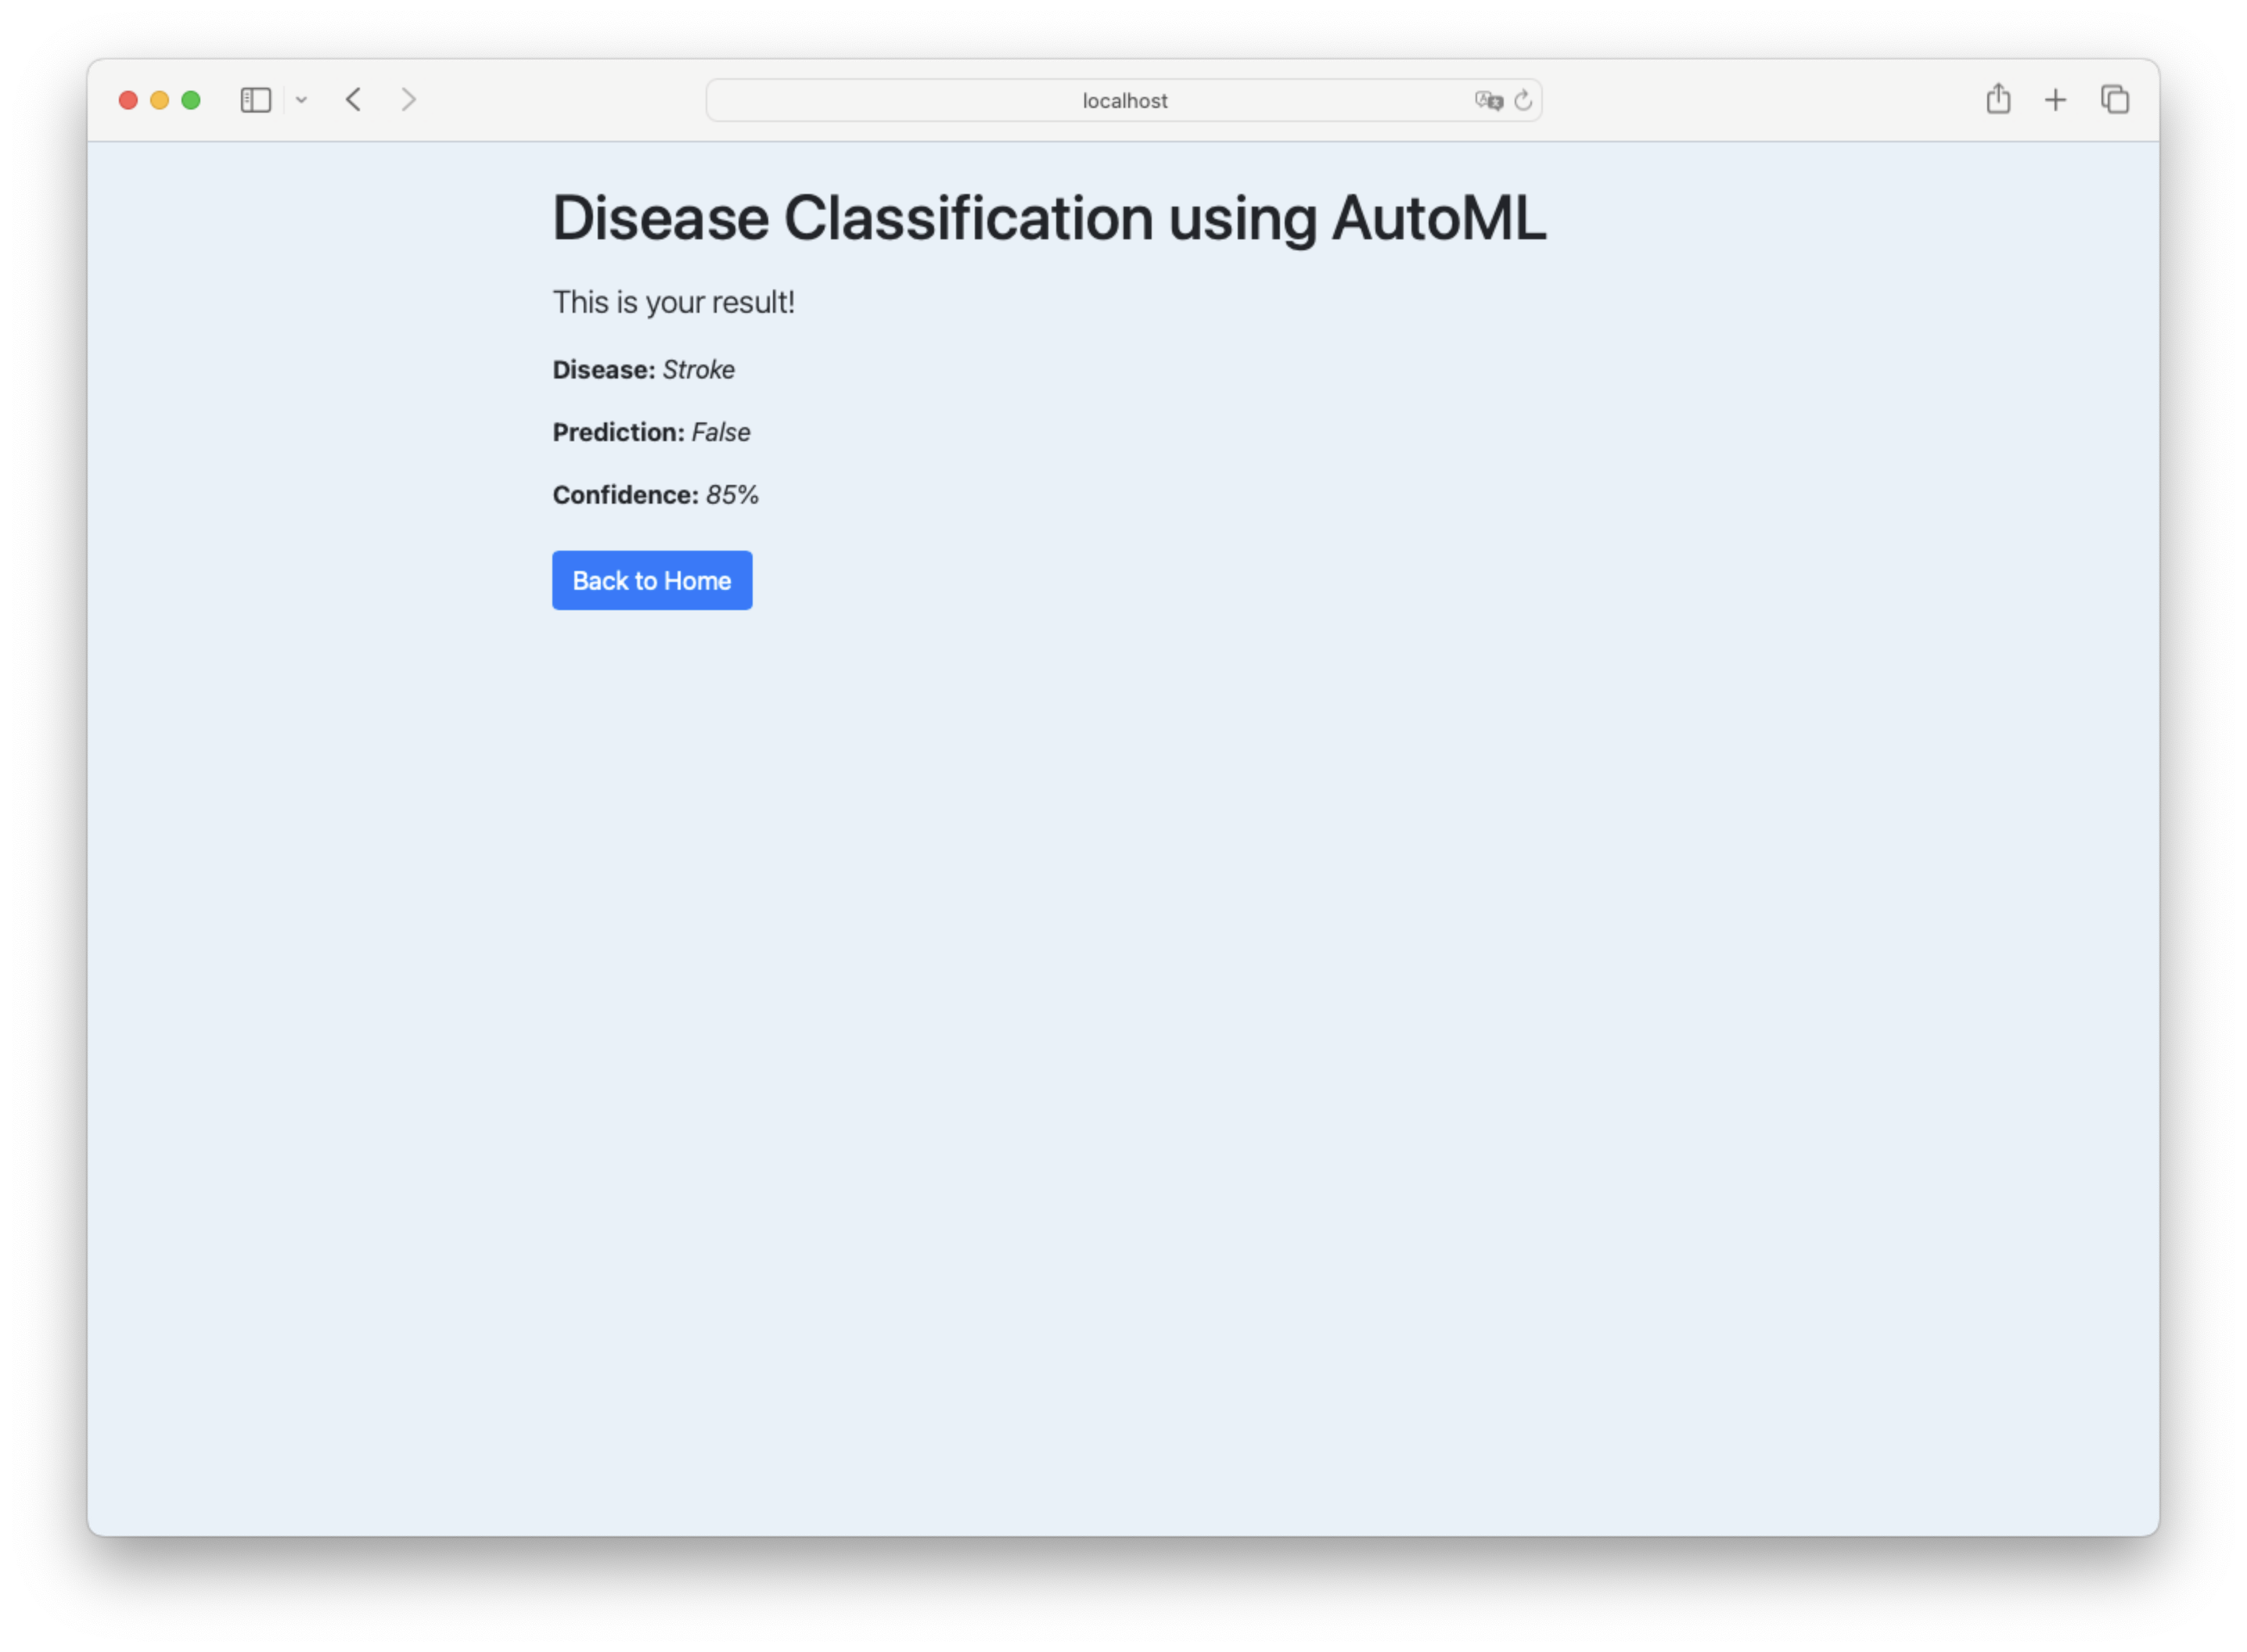 localhost
Disease Classification using AutoML
This is your result!
Disease: Stroke
Prediction: False
Confidence: 85%
Back to Home